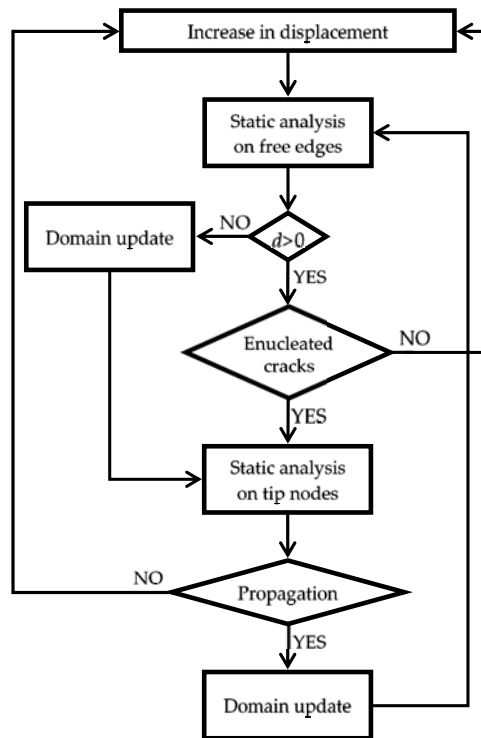 Increase in displacement
Static analysis
on free edges
NO
Domain update
d>0
YES
Enucleated
cracks
NO
YES
Static analysis
on tip nodes
NO
Propagation
YES
Domain update